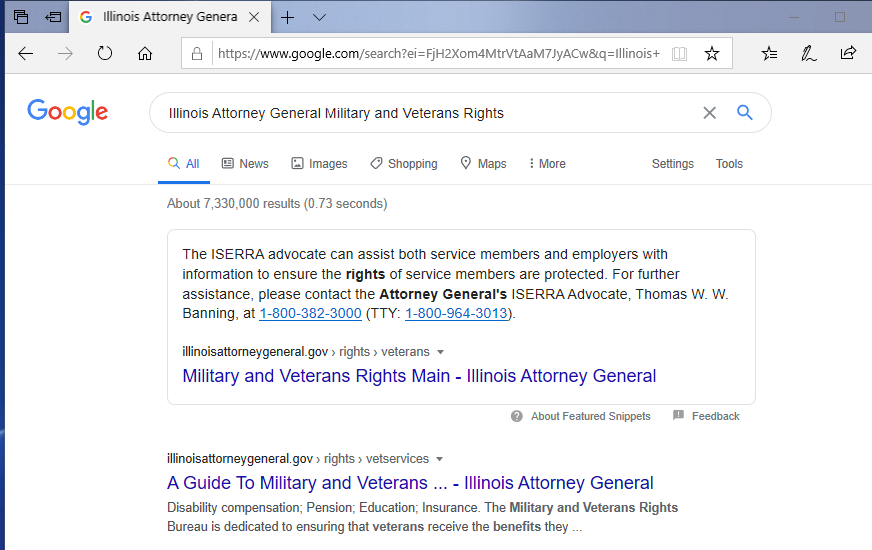 Illinois Attorney Genera
https://www.google.com/search?ei=FjH2Xom4MtrVtAaM7JyACw&q=Illinois+
Google
Illinois Attorney General Military and Veterans Rights
All News Images Shopping Maps More Settings Tools
About 7,330,000 results (0.73 seconds)
The ISERRA advocate can assist both service members and employers with
information to ensure the rights of service members are protected. For further
assistance, please contact the Attorney General's ISERRA Advocate, Thomas W. W.
Banning, at 1-800-382-3000 (TTY: 1-800-964-3013).
illinoisattorneygeneral.gov › rights › veterans
Military and Veterans Rights Main - Illinois Attorney General
About Featured Snippets Feedback
illinoisattorneygeneral.gov › rights › vetservices
A Guide To Military and Veterans ... - Illinois Attorney General
Disability compensation; Pension; Education; Insurance. The Military and Veterans Rights
Bureau is dedicated to ensuring that veterans receive the benefits they ...